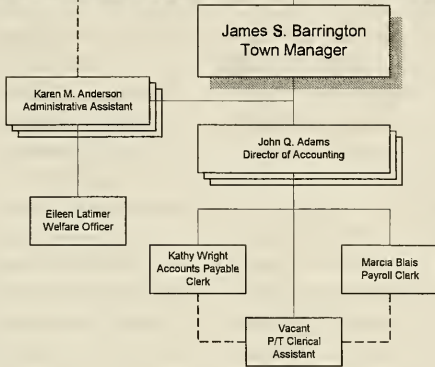 James S. Barrington
Town Manager
Karen M. Anderson
Administrative Assistant
John Q. Adams
Director of Accounting
Eileen Latimer
Welfare Officer
Kathy Wright
Accounts Payable
Clerk
Marcia Blais
Payroll Clerk
Vacant
P/T Clerical
Assistant